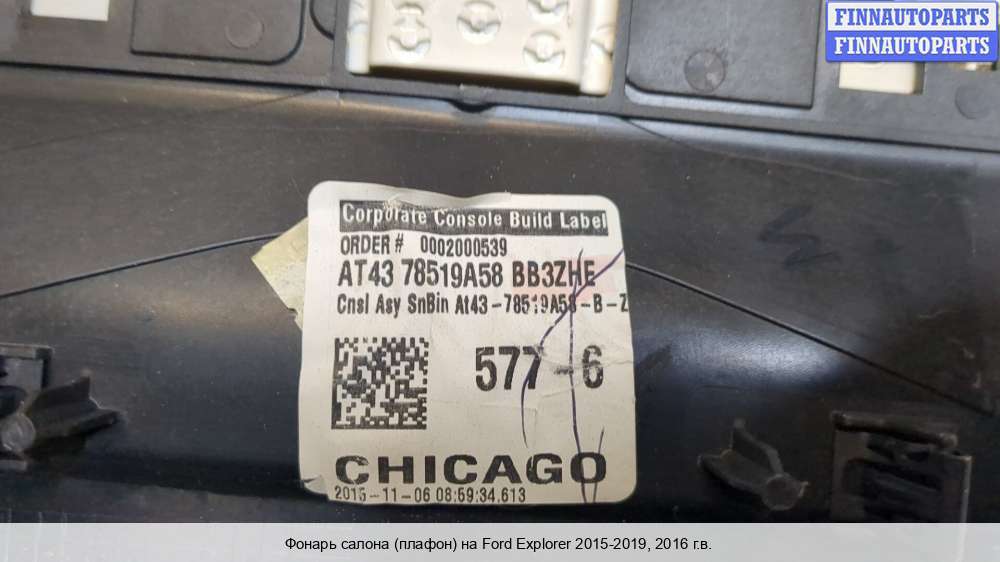 FINNAUTOPARTS
FINNAUTOPARTS
Corporate Console Build Label
ORDER # 0002000539
AT43 78519A58 BB3ZHE
Cnsl Asy SnBin At43-78519A58-B-Z
577-6
CHICAGO
2015-11-06 08:59:34.613
Фонарь салона (плафон) на Ford Explorer 2015-2019, 2016 г.в.